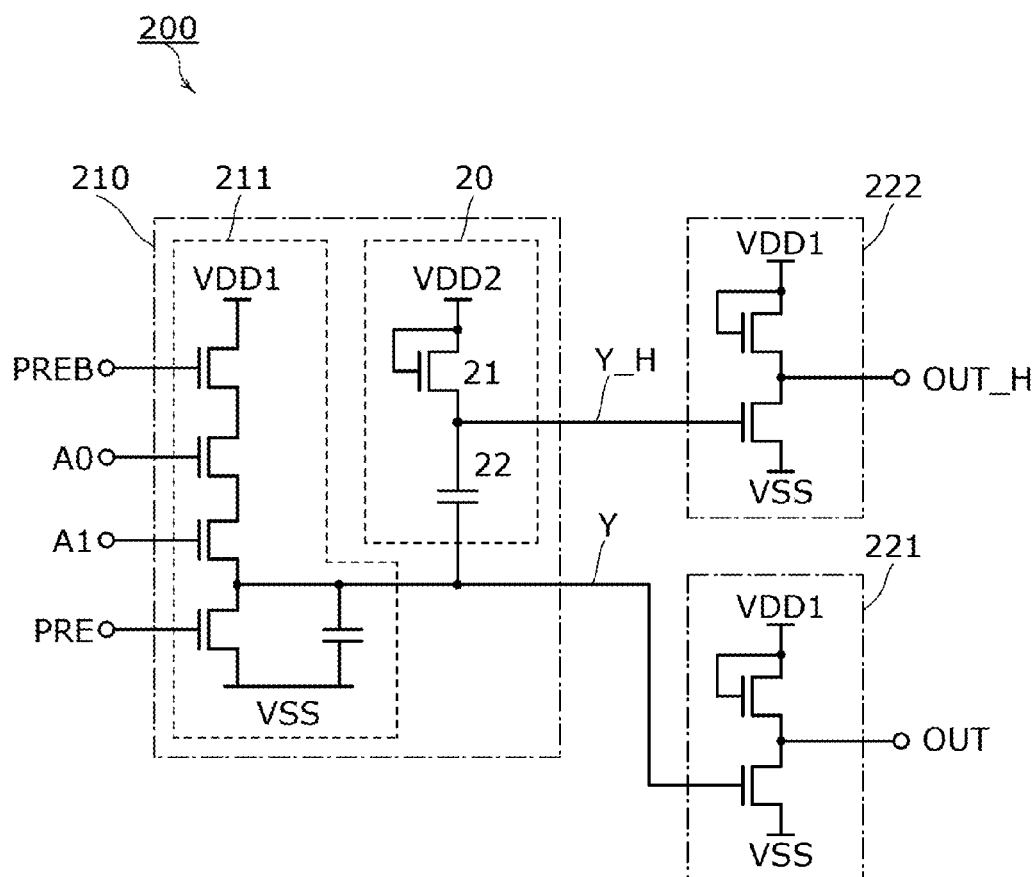 200
210
211
20
222
VDD1
VDD2
VDD1
PREB
21
Y_H
OUT_H
A0
22
VSS
A1
Y
221
PRE
VDD1
VSS
OUT
VSS